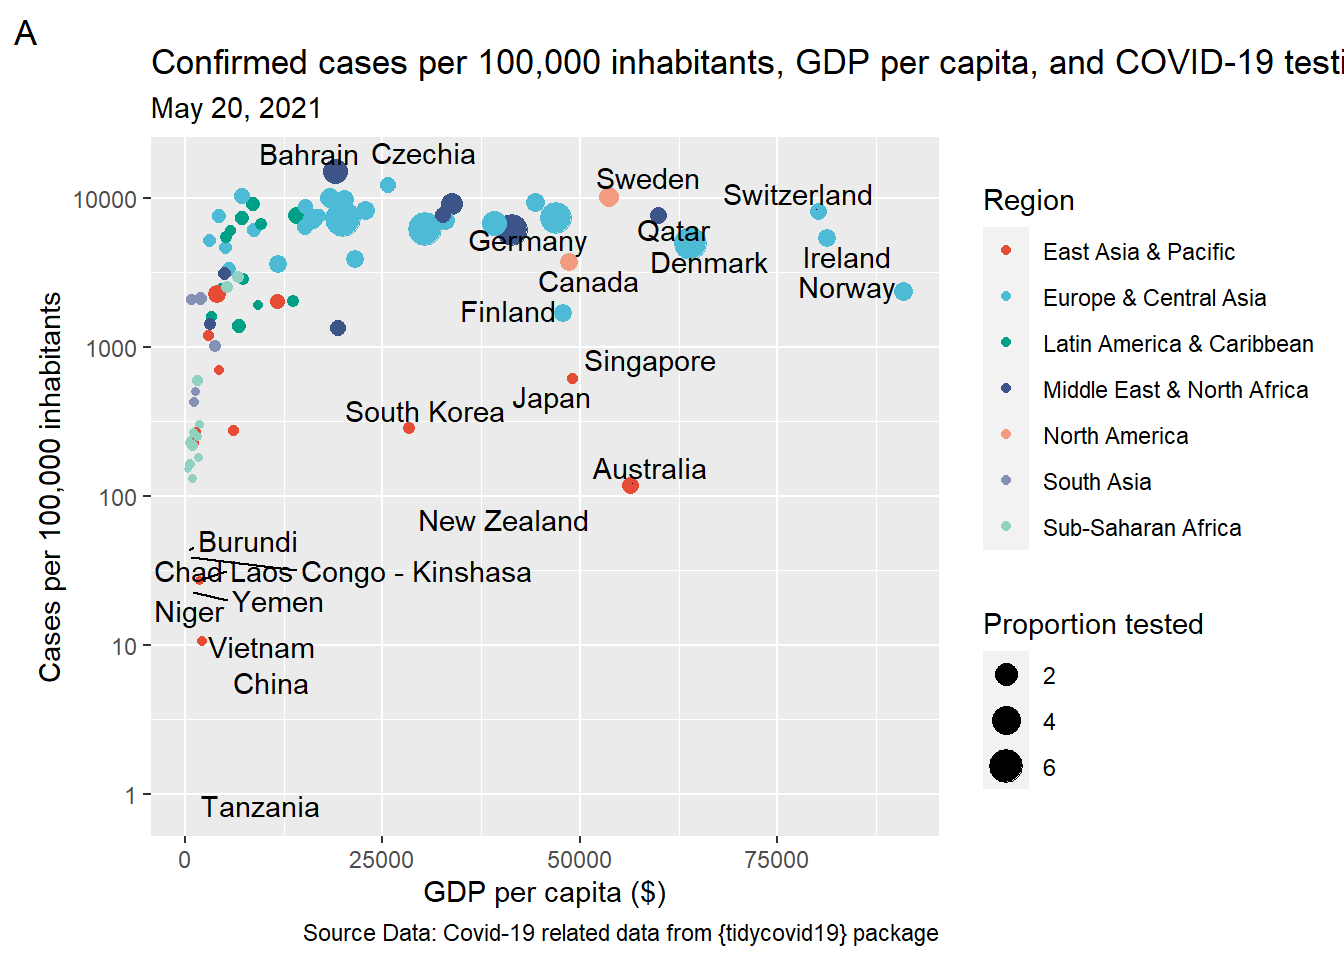 A
Confirmed cases per 100,000 inhabitants, GDP per capita, and COVID-19 testi
May 20, 2021
Bahrain
Czechia
Sweden
Switzerland
Qatar
Germany
Denmark
Ireland
Canada
Norway
Finland
Singapore
Japan
South Korea
Australia
New Zealand
Burundi
Chad
Laos
Congo - Kinshasa
Yemen
Niger
Vietnam
China
Tanzania
10000
1000
100
10
1
Cases per 100,000 inhabitants
0
25000
50000
75000
GDP per capita ($)
Source Data: Covid-19 related data from {tidycovid19} package
Region
East Asia & Pacific
Europe & Central Asia
Latin America & Caribbean
Middle East & North Africa
North America
South Asia
Sub-Saharan Africa
Proportion tested
2
4
6